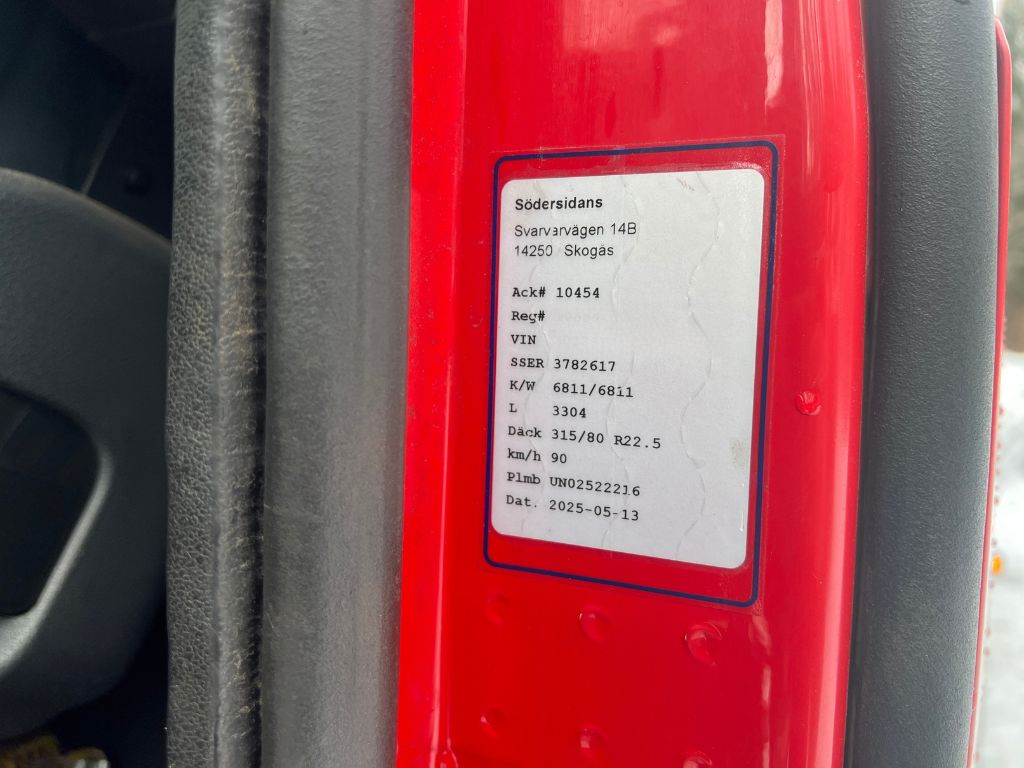 Södersidans
Svarvarvägen 14B
14250 Skogås
Ack# 10454
Reg#
VIN
SSER 3782617
K/W 6811/6811
L 3304
Däck 315/80 R22.5
km/h 90
Plmb UN02522216
Dat. 2025-05-13